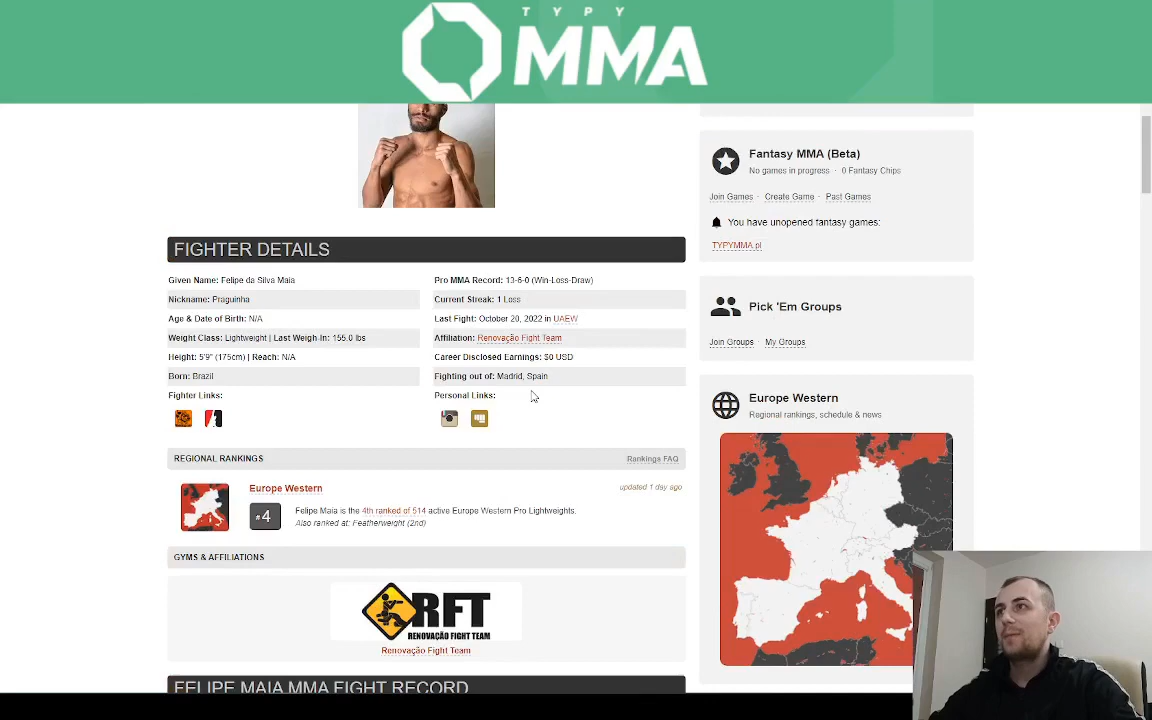 TYPY
MMA
FIGHTER DETAILS
Given Name: Felipe da Silva Maia
Pro MMA Record: 13-6-0 (Win-Loss-Draw)
Nickname: Praguinha
Current Streak: 1 Loss
Age & Date of Birth: N/A
Last Fight: October 20, 2022 in UAEW
Weight Class: Lightweight | Last Weigh-In: 155.0 lbs
Affiliation: Renovação Fight Team
Height: 5'9" (175cm) | Reach: N/A
Career Disclosed Earnings: $0 USD
Born: Brazil
Fighting out of: Madrid, Spain
Fighter Links:
Personal Links:
REGIONAL RANKINGS
Rankings FAQ
Europe Western
updated 1 day ago
#4
Felipe Maia is the 4th ranked of 514 active Europe Western Pro Lightweights.
Also ranked at: Featherweight (2nd)
GYMS & AFFILIATIONS
RFT
RENOVAÇÃO FIGHT TEAM
Renovação Fight Team
FELIPE MAIA MMA FIGHT RECORD
Fantasy MMA (Beta)
No games in progress · 0 Fantasy Chips
Join Games · Create Game · Past Games
You have unopened fantasy games:
TYPYMMA.pl
Pick 'Em Groups
Join Groups · My Groups
Europe Western
Regional rankings, schedule & news